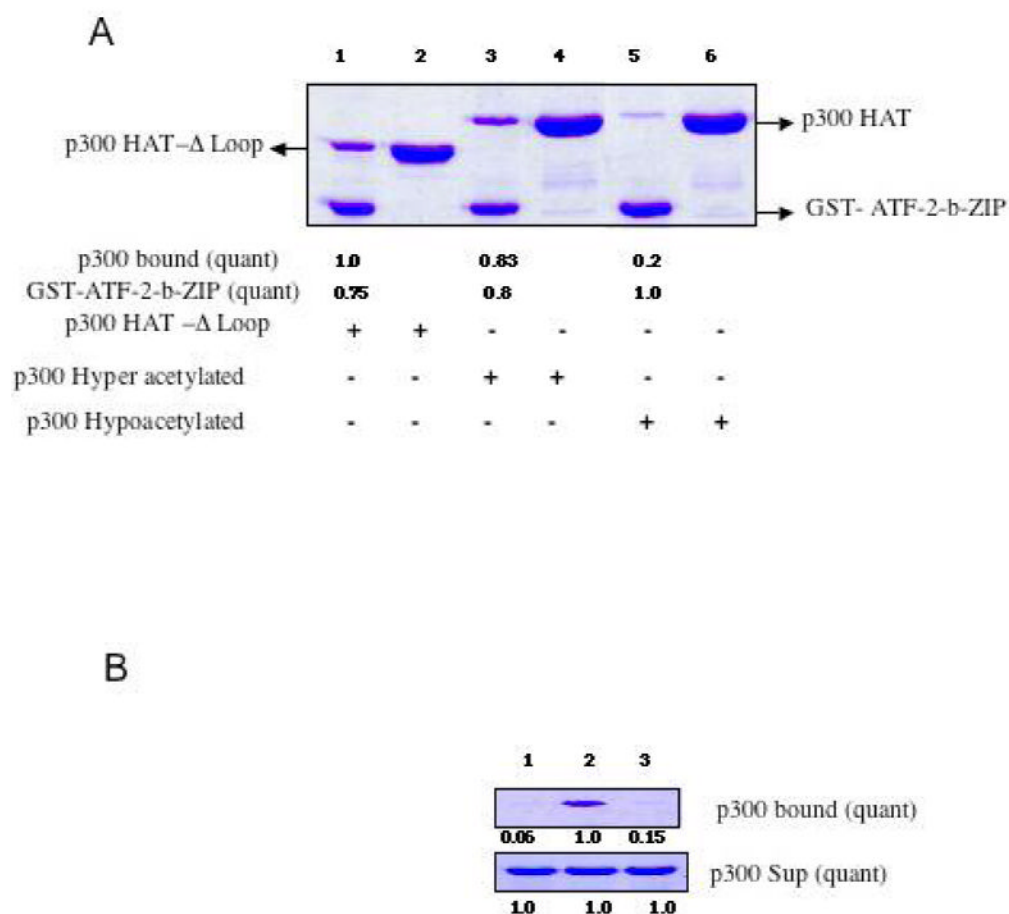 A
1 2 3 4 5 6
p300 HAT
p300 HAT–Δ Loop
GST- ATF-2-b-ZIP
p300 bound (quant) 1.0 0.83 0.2
GST-ATF-2-b-ZIP (quant) 0.75 0.8 1.0
p300 HAT –Δ Loop + + - - - -
p300 Hyper acetylated - - + + - -
p300 Hypoacetylated - - - - + +
B
1 2 3
p300 bound (quant)
0.06 1.0 0.15
p300 Sup (quant)
1.0 1.0 1.0